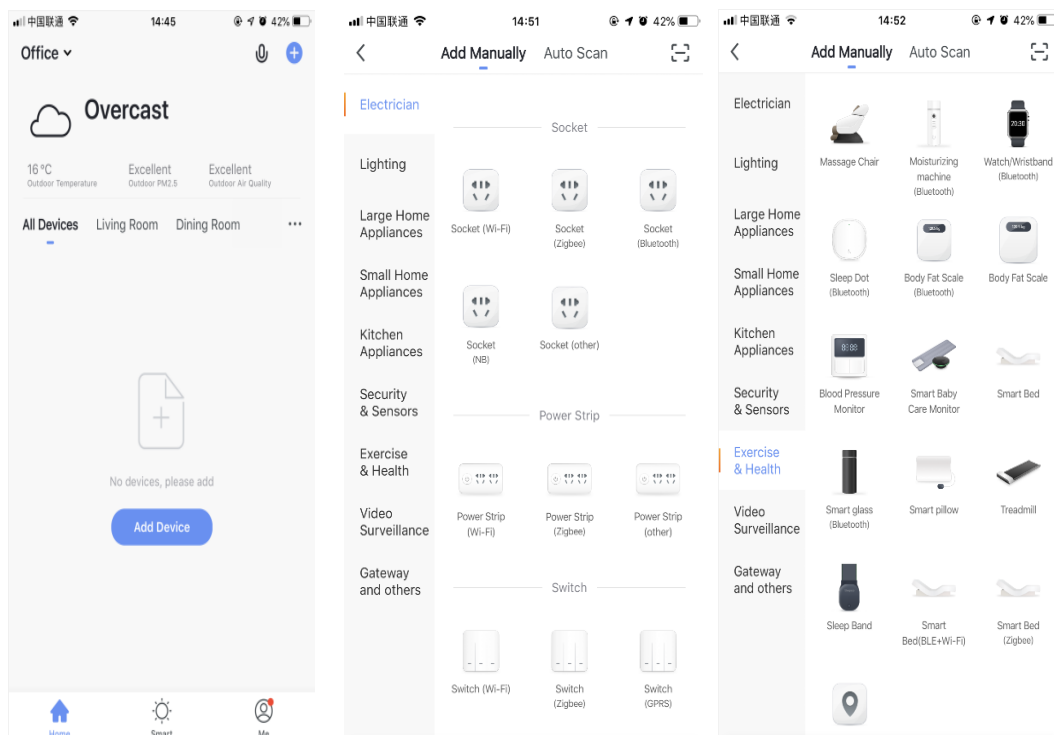 中国联通 14:45 42%
Office
Overcast
16 °C Excellent Excellent
Outdoor Temperature Outdoor PM2.5 Outdoor Air Quality
All Devices Living Room Dining Room
No devices, please add
Add Device
Home Smart Me
中国联通 14:51 42%
Add Manually Auto Scan
Electrician
Lighting
Large Home
Appliances
Small Home
Appliances
Kitchen
Appliances
Security
& Sensors
Exercise
& Health
Video
Surveillance
Gateway
and others
Socket
Socket (Wi-Fi) Socket Socket
(Zigbee) (Bluetooth)
Socket Socket (other)
(NB)
Power Strip
Power Strip Power Strip Power Strip
(Wi-Fi) (Zigbee) (other)
Switch
Switch (Wi-Fi) Switch Switch
(Zigbee) (GPRS)
中国联通 14:52 42%
Add Manually Auto Scan
Electrician
Lighting
Large Home
Appliances
Small Home
Appliances
Kitchen
Appliances
Security
& Sensors
Exercise
& Health
Video
Surveillance
Gateway
and others
20:30
Massage Chair Moisturizing Watch/Wristband
machine (Bluetooth)
(Bluetooth)
Sleep Dot Body Fat Scale Body Fat Scale
(Bluetooth) (Bluetooth)
Blood Pressure Smart Baby Smart Bed
Monitor Care Monitor
Smart glass Smart pillow Treadmill
(Bluetooth)
Sleep Band Smart Smart Bed
Bed(BLE+Wi-Fi) (Zigbee)